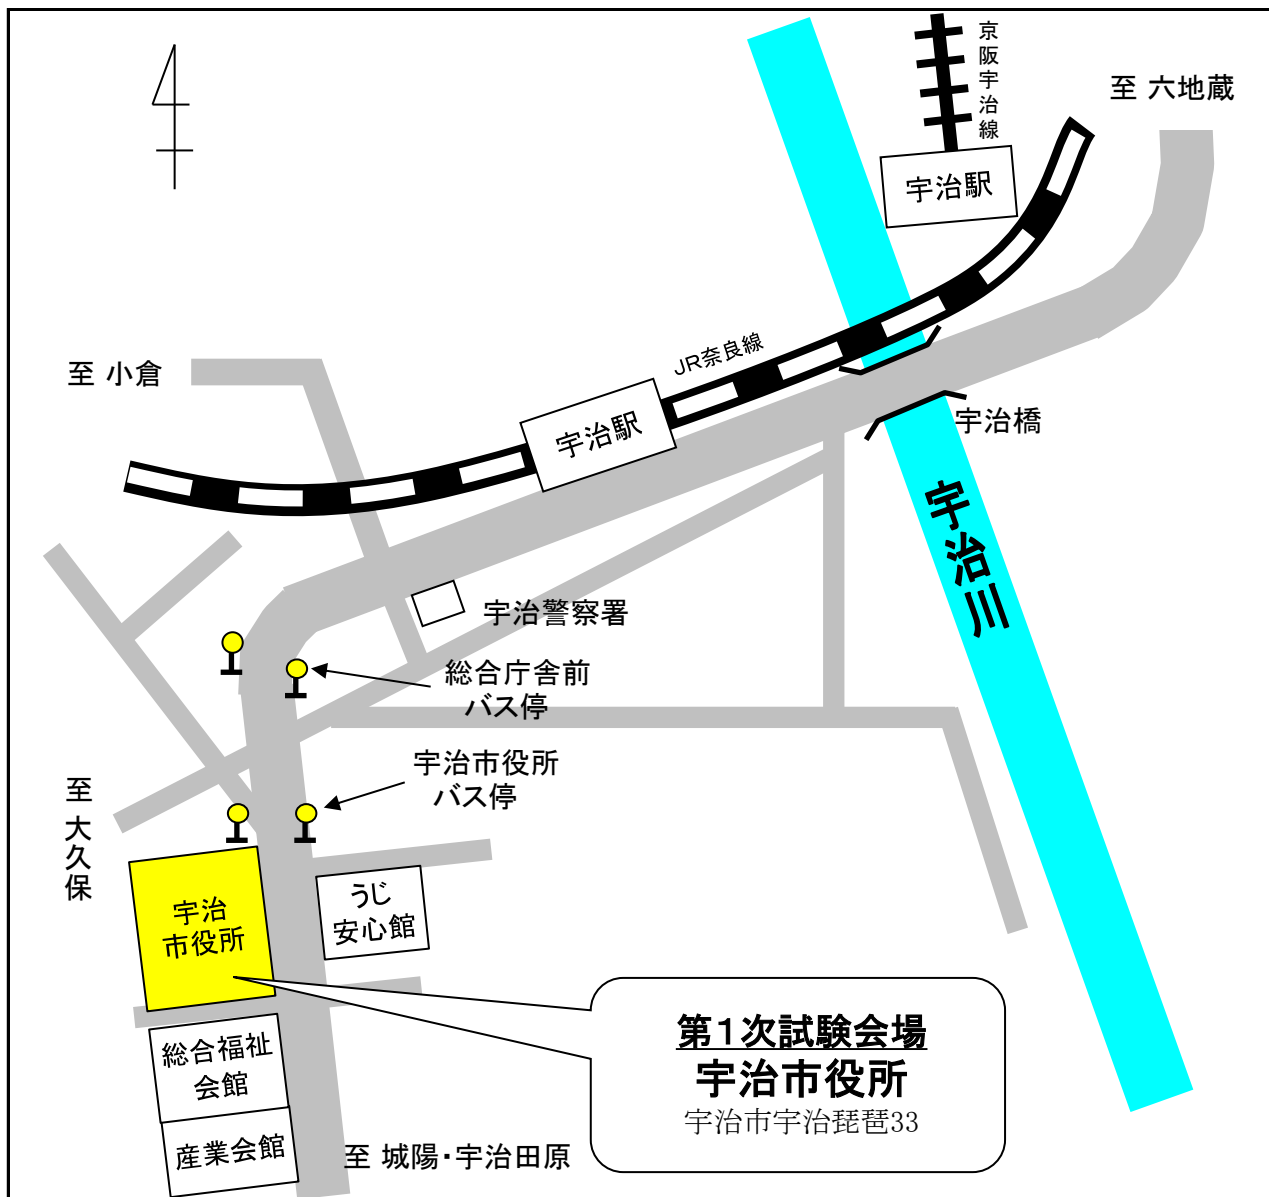 京阪宇治線
至 六地蔵
宇治駅
JR奈良線
至 小倉
宇治駅
宇治橋
宇治川
宇治警察署
総合庁舎前
バス停
宇治市役所
バス停
至 大久保
宇治
市役所
うじ
安心館
第1次試験会場
宇治市役所
宇治市宇治琵琶33
総合福祉
会館
産業会館
至 城陽・宇治田原